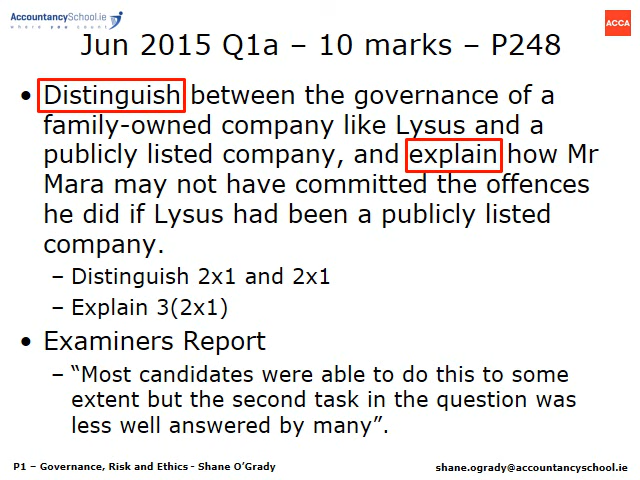 AccountancySchool.ie
where you count
ACCA
Jun 2015 Q1a – 10 marks – P248
• Distinguish between the governance of a
family-owned company like Lysus and a
publicly listed company, and explain how Mr
Mara may not have committed the offences
he did if Lysus had been a publicly listed
company.
– Distinguish 2x1 and 2x1
– Explain 3(2x1)
• Examiners Report
– “Most candidates were able to do this to some
extent but the second task in the question was
less well answered by many”.
P1 – Governance, Risk and Ethics - Shane O’Grady
shane.ogrady@accountancyschool.ie